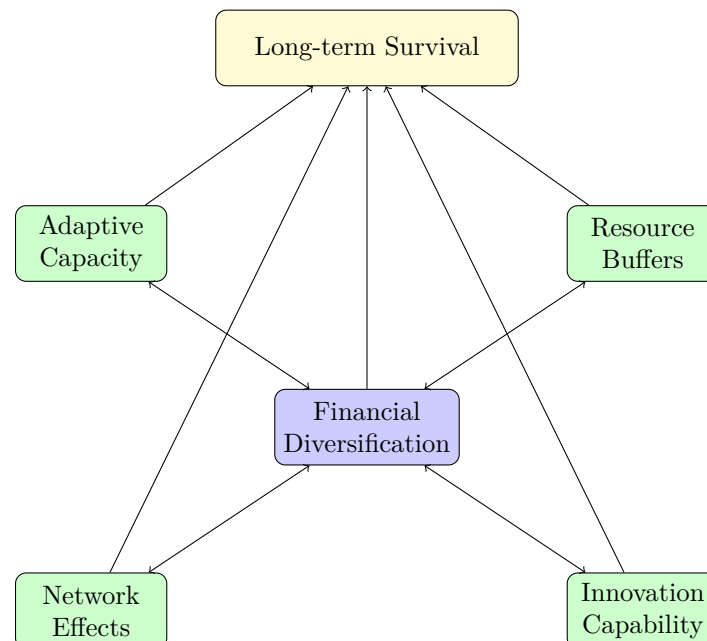 Long-term Survival
Adaptive
Capacity
Resource
Buffers
Financial
Diversification
Network
Effects
Innovation
Capability